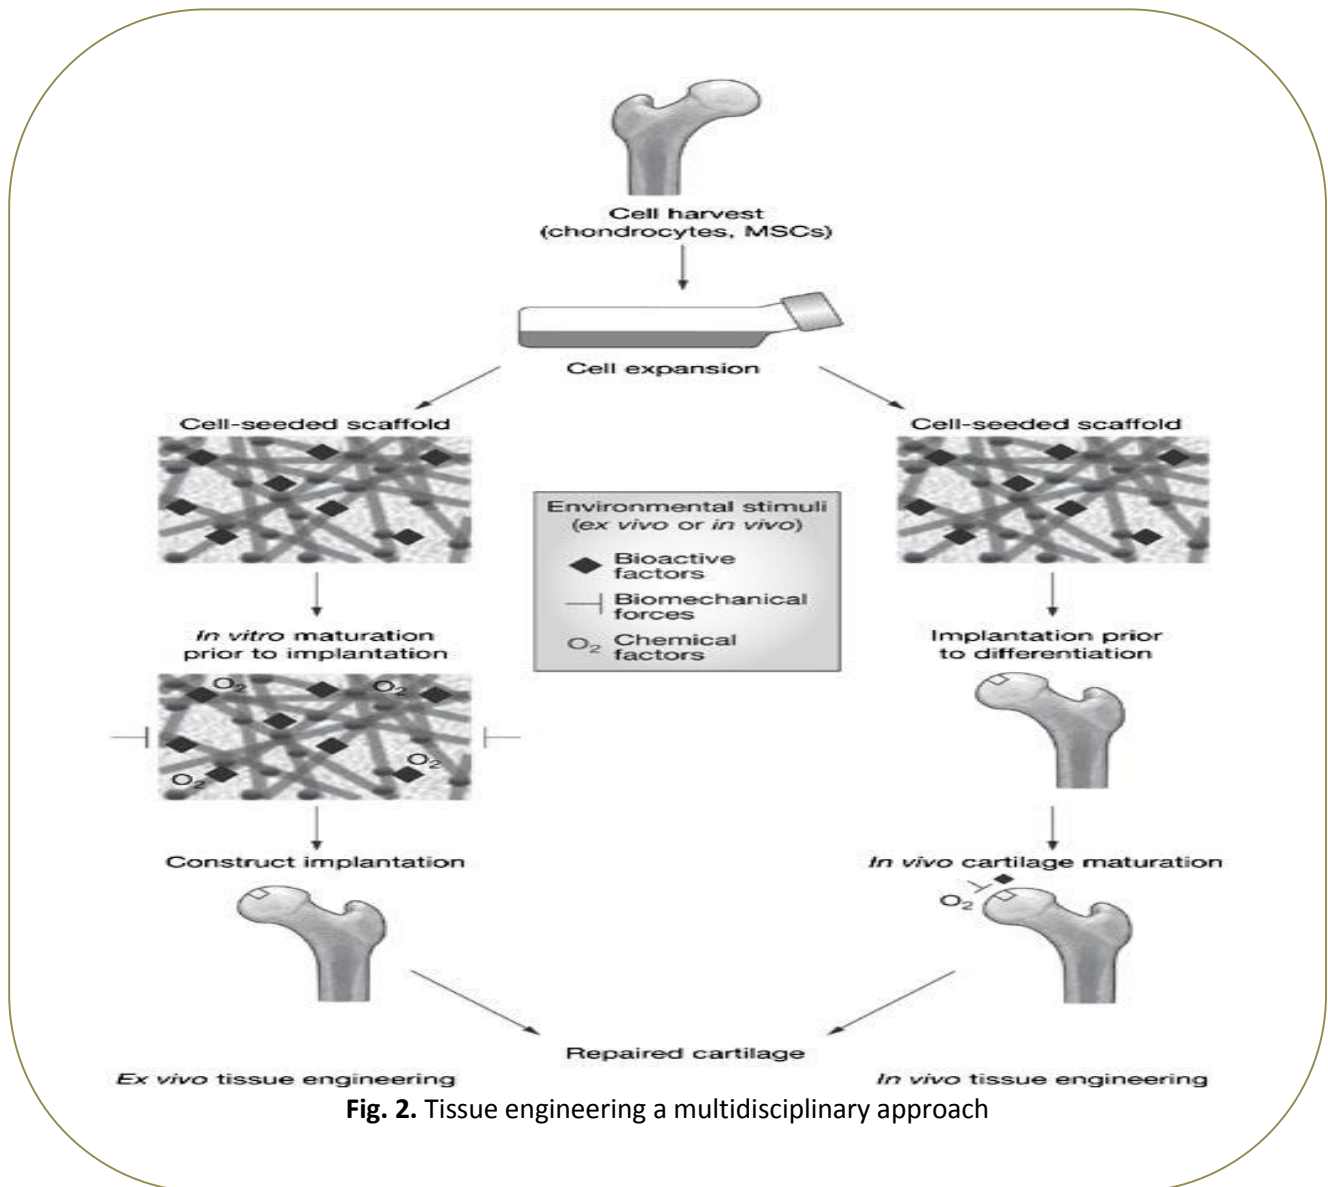 Cell harvest
(chondrocytes, MSCs)
Cell expansion
Cell-seeded scaffold
Cell-seeded scaffold
Environmental stimuli
(ex vivo or in vivo)
Bioactive
factors
Biomechanical
forces
O₂ Chemical
factors
In vitro maturation
prior to implantation
O₂
O₂
O₂
O₂
Implantation prior
to differentiation
Construct implantation
In vivo cartilage maturation
O₂
Repaired cartilage
Ex vivo tissue engineering
In vivo tissue engineering
Fig. 2. Tissue engineering a multidisciplinary approach